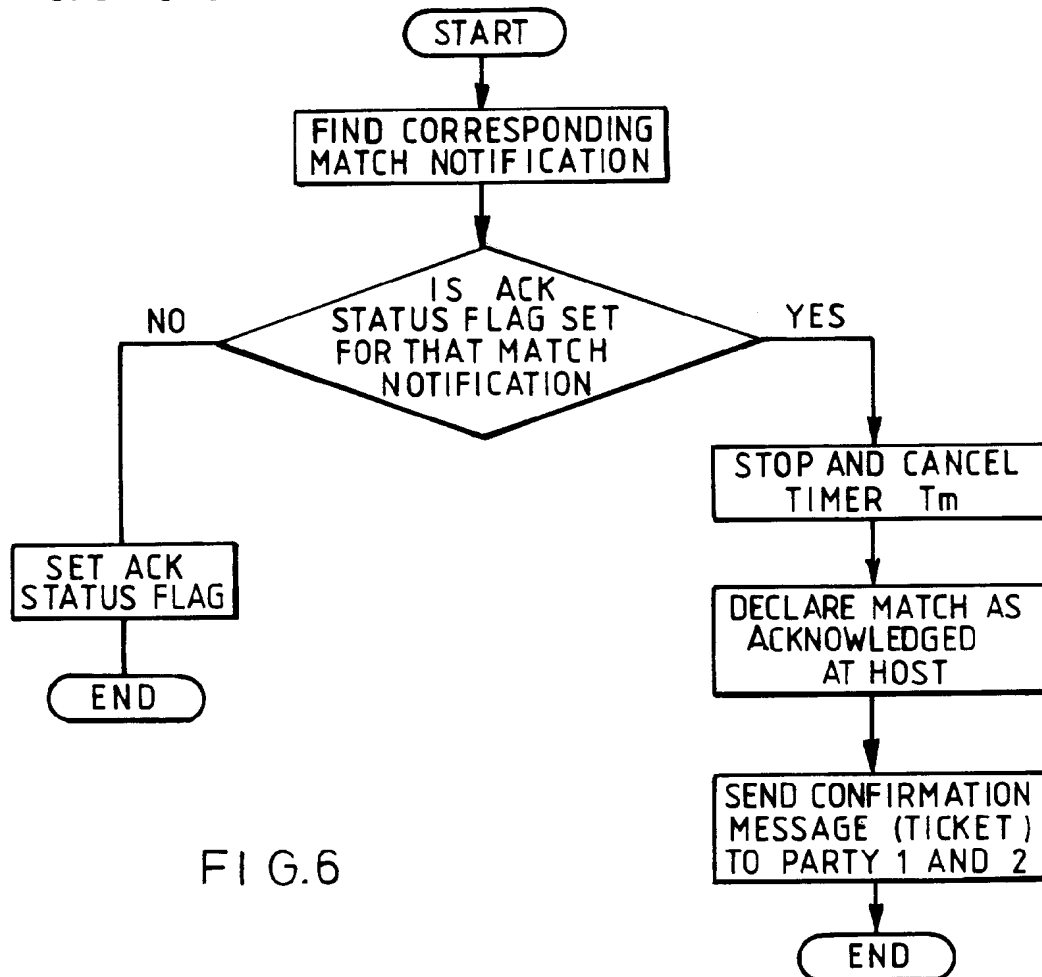 START
FIND CORRESPONDING
MATCH NOTIFICATION
IS ACK
STATUS FLAG SET
FOR THAT MATCH
NOTIFICATION
NO
YES
SET ACK
STATUS FLAG
END
STOP AND CANCEL
TIMER Tm
DECLARE MATCH AS
ACKNOWLEDGED
AT HOST
SEND CONFIRMATION
MESSAGE (TICKET)
TO PARTY 1 AND 2
END
FIG.6